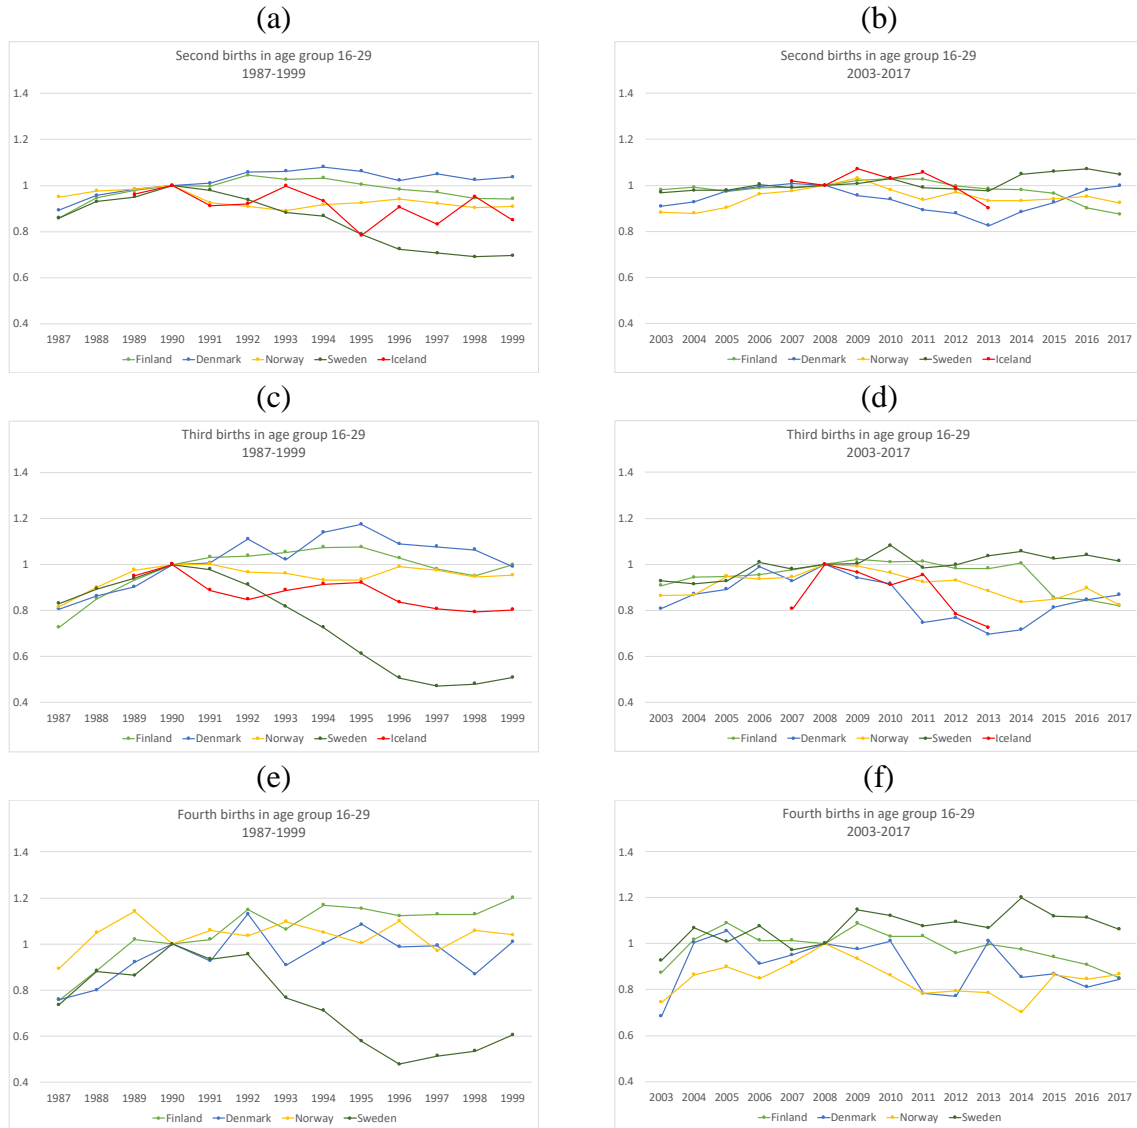 (a)
Second births in age group 16-29
1987-1999
1.4
1.2
1
0.8
0.6
0.4
1987 1988 1989 1990 1991 1992 1993 1994 1995 1996 1997 1998 1999
Finland Denmark Norway Sweden Iceland
(b)
Second births in age group 16-29
2003-2017
1.4
1.2
1
0.8
0.6
0.4
2003 2004 2005 2006 2007 2008 2009 2010 2011 2012 2013 2014 2015 2016 2017
Finland Denmark Norway Sweden Iceland
(c)
Third births in age group 16-29
1987-1999
1.4
1.2
1
0.8
0.6
0.4
1987 1988 1989 1990 1991 1992 1993 1994 1995 1996 1997 1998 1999
Finland Denmark Norway Sweden Iceland
(d)
Third births in age group 16-29
2003-2017
1.4
1.2
1
0.8
0.6
0.4
2003 2004 2005 2006 2007 2008 2009 2010 2011 2012 2013 2014 2015 2016 2017
Finland Denmark Norway Sweden Iceland
(e)
Fourth births in age group 16-29
1987-1999
1.4
1.2
1
0.8
0.6
0.4
1987 1988 1989 1990 1991 1992 1993 1994 1995 1996 1997 1998 1999
Finland Denmark Norway Sweden
(f)
Fourth births in age group 16-29
2003-2017
1.4
1.2
1
0.8
0.6
0.4
2003 2004 2005 2006 2007 2008 2009 2010 2011 2012 2013 2014 2015 2016 2017
Finland Denmark Norway Sweden